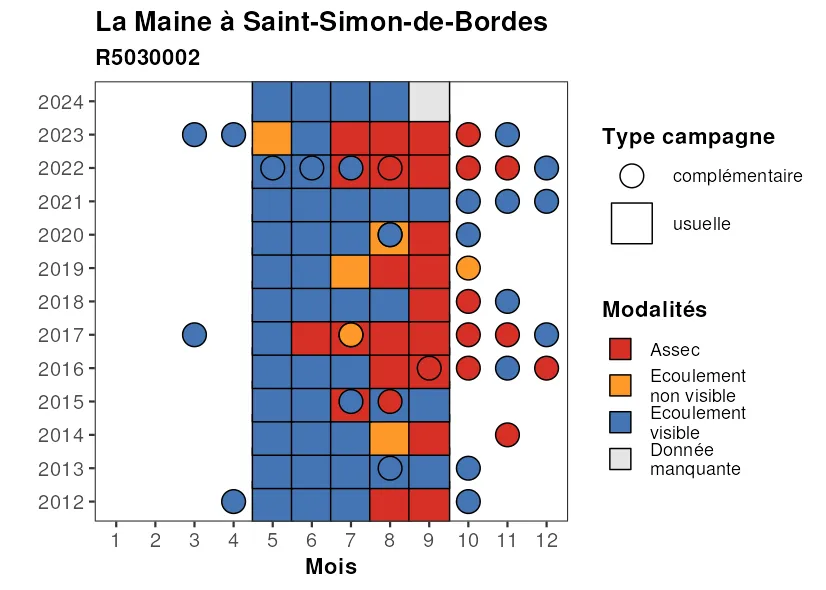 La Maine à Saint-Simon-de-Bordes
R5030002
2024
2023
2022
2021
2020
2019
2018
2017
2016
2015
2014
2013
2012
1 2 3 4 5 6 7 8 9 10 11 12
Mois
Type campagne
complémentaire
usuelle
Modalités
Assec
Ecoulement
non visible
Ecoulement
visible
Donnée
manquante